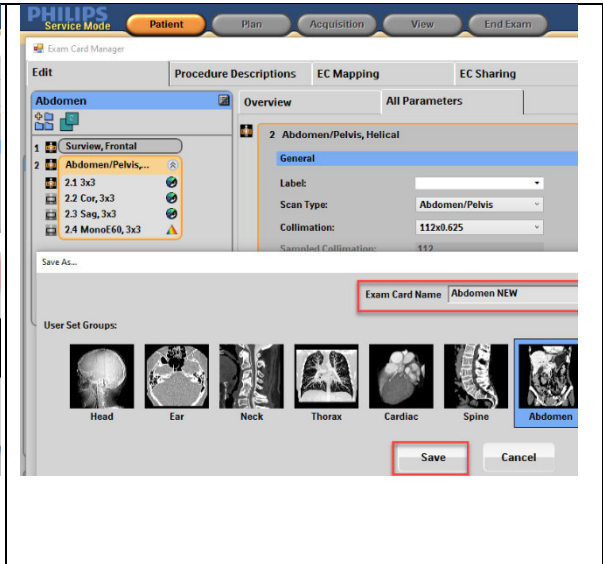 PHILIPS
Service Mode Patient Plan Acquisition View End Exam
Exam Card Manager
Edit Procedure Descriptions EC Mapping EC Sharing
Abdomen Overview All Parameters
1 Surview, Frontal
2 Abdomen/Pelvis,...
2.1 3x3
2.2 Cor, 3x3
2.3 Sag, 3x3
2.4 MonoE60, 3x3
2 Abdomen/Pelvis, Helical
General
Label:
Scan Type: Abdomen/Pelvis
Collimation: 112x0.625
Sampled Collimation: 112
Save As...
Exam Card Name Abdomen NEW
User Set Groups:
Head Ear Neck Thorax Cardiac Spine Abdomen
Save Cancel